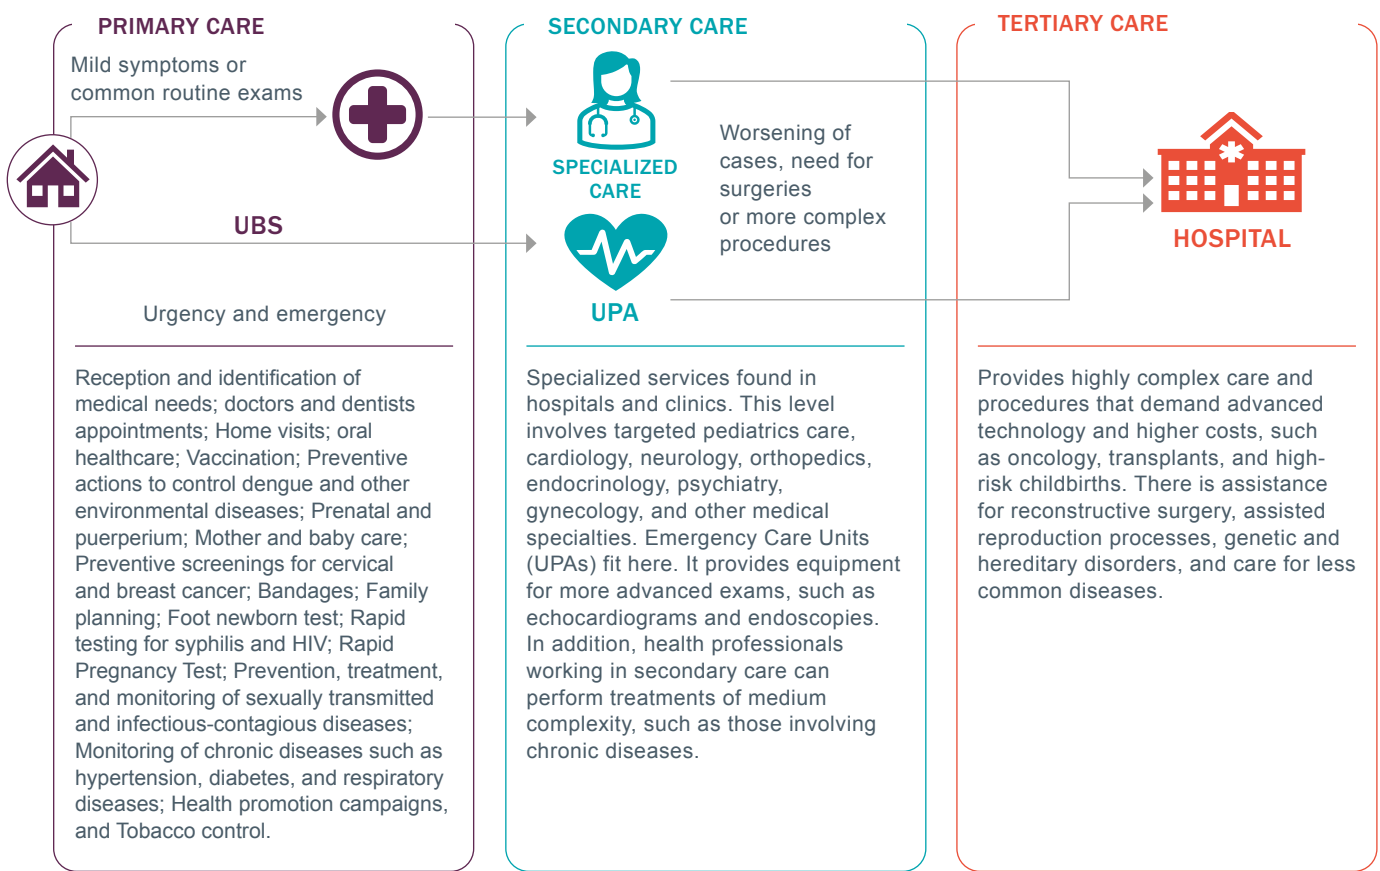 PRIMARY CARE
Mild symptoms or
common routine exams
UBS
Urgency and emergency
Reception and identification of
medical needs; doctors and dentists
appointments; Home visits; oral
healthcare; Vaccination; Preventive
actions to control dengue and other
environmental diseases; Prenatal and
puerperium; Mother and baby care;
Preventive screenings for cervical
and breast cancer; Bandages; Family
planning; Foot newborn test; Rapid
testing for syphilis and HIV; Rapid
Pregnancy Test; Prevention, treatment,
and monitoring of sexually transmitted
and infectious-contagious diseases;
Monitoring of chronic diseases such as
hypertension, diabetes, and respiratory
diseases; Health promotion campaigns,
and Tobacco control.
SECONDARY CARE
SPECIALIZED
CARE
UPA
Worsening of
cases, need for
surgeries
or more complex
procedures
Specialized services found in
hospitals and clinics. This level
involves targeted pediatrics care,
cardiology, neurology, orthopedics,
endocrinology, psychiatry,
gynecology, and other medical
specialties. Emergency Care Units
(UPAs) fit here. It provides equipment
for more advanced exams, such as
echocardiograms and endoscopies.
In addition, health professionals
working in secondary care can
perform treatments of medium
complexity, such as those involving
chronic diseases.
TERTIARY CARE
HOSPITAL
Provides highly complex care and
procedures that demand advanced
technology and higher costs, such
as oncology, transplants, and high-
risk childbirths. There is assistance
for reconstructive surgery, assisted
reproduction processes, genetic and
hereditary disorders, and care for less
common diseases.